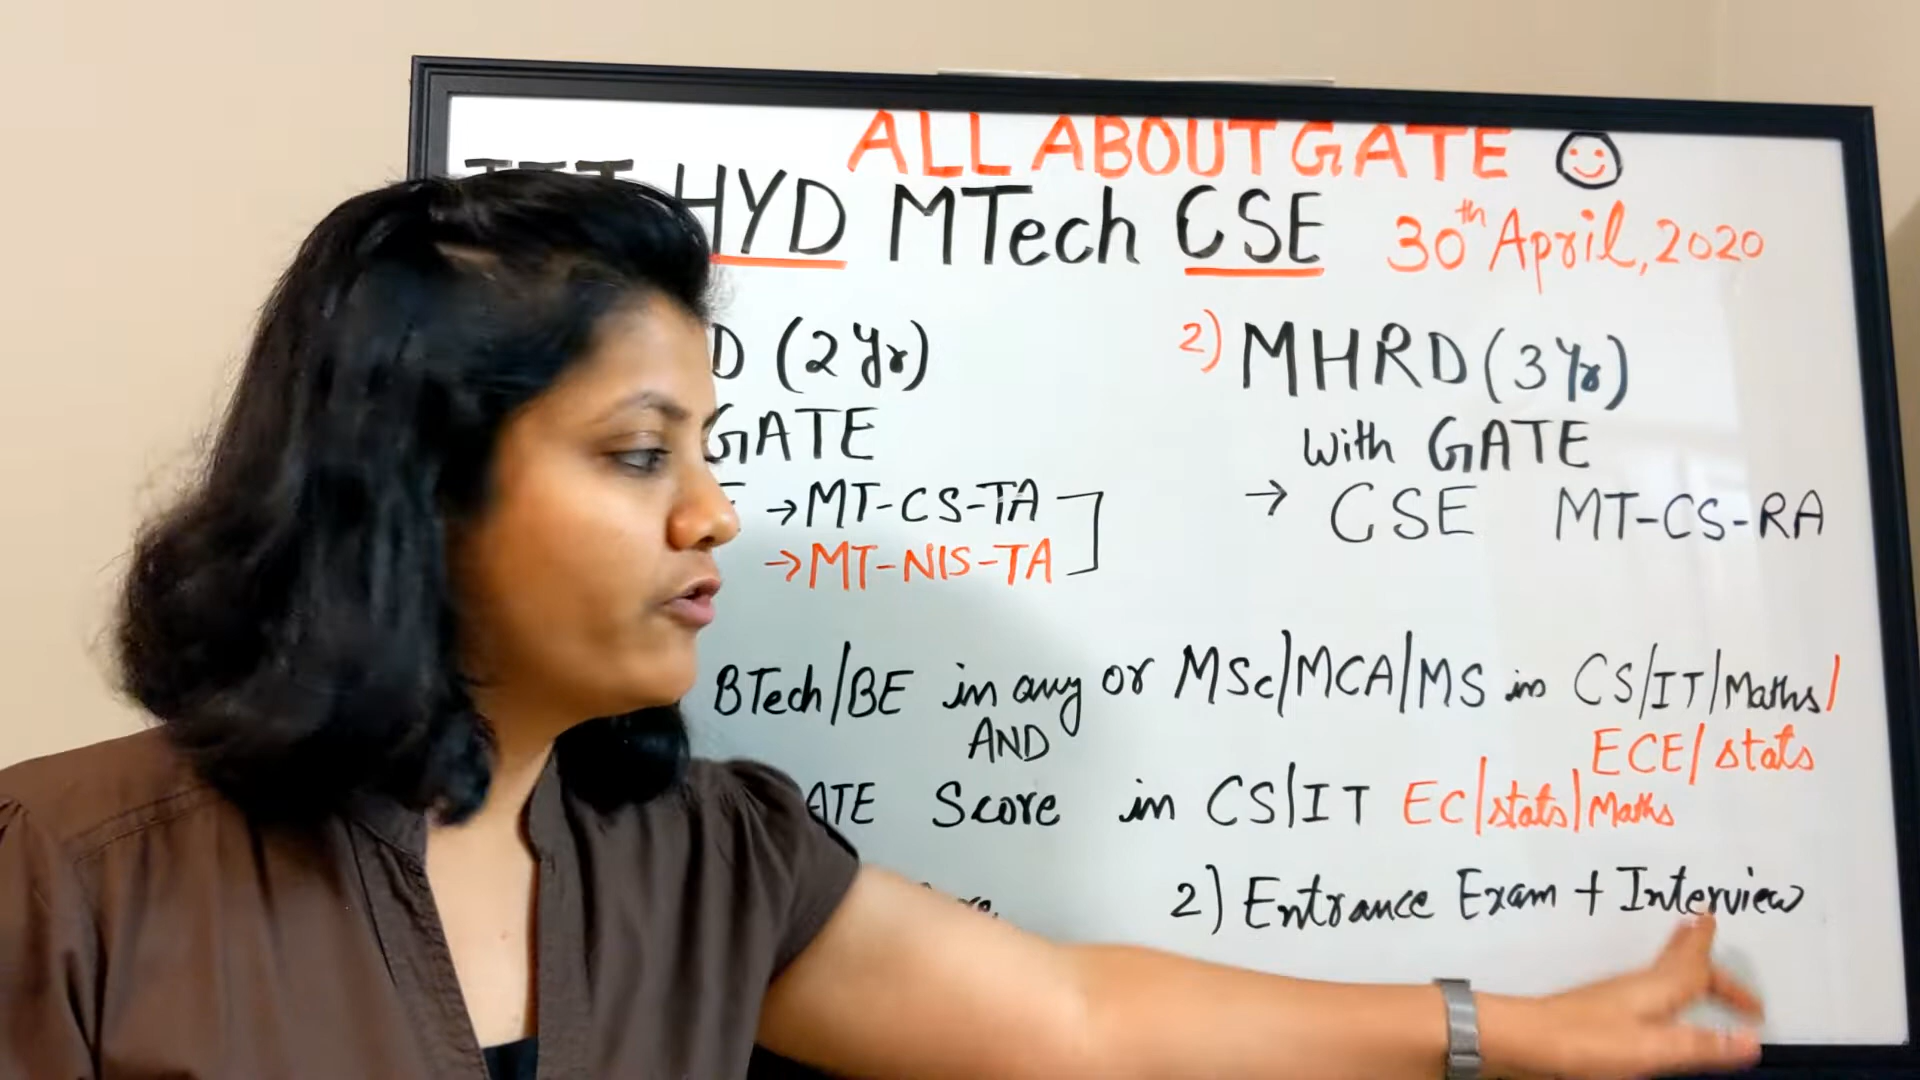 ALL ABOUT GATE
HYD MTech CSE 30th April, 2020
D (2 Yr)
GATE
→ MT-CS-TA
→ MT-NIS-TA
2) MHRD (3 Yr)
with GATE
→ CSE MT-CS-RA
BTech/BE in any or MSc/MCA/MS in CS/IT/Maths/
AND
ECE/stats
ATE Score in CS/IT EC/stats/Maths
2) Entrance Exam + Interview